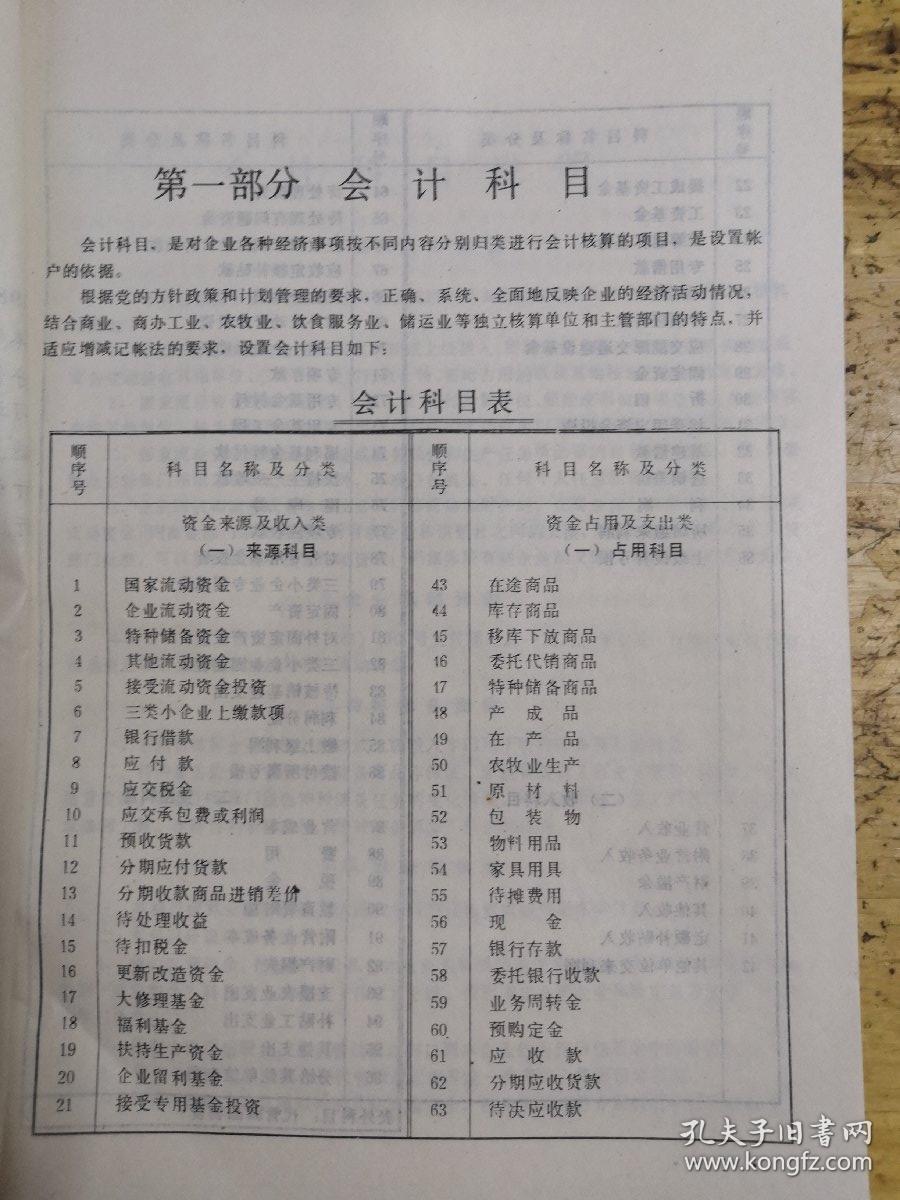 第一部分 会计科目
会计科目，是对企业各种经济事项按不同内容分别归类进行会计核算的项目，是设置帐
户的依据。
根据党的方针政策和计划管理的要求，正确、系统、全面地反映企业的经济活动情况，
结合商业、商办工业、农牧业、饮食服务业、储运业等独立核算单位和主管部门的特点，并
适应增减记帐法的要求，设置会计科目如下：
会计科目表
顺序号 科目名称及分类 顺序号 科目名称及分类
资金来源及收入类 资金占用及支出类
（一）来源科目 （一）占用科目
1 国家流动资金 43 在途商品
2 企业流动资金 44 库存商品
3 特种储备资金 45 移库下放商品
4 其他流动资金 46 委托代销商品
5 接受流动资金投资 47 特种储备商品
6 三类小企业上缴款项 48 产成品
7 银行借款 49 在产品
8 应付款 50 农牧业生产
9 应交税金 51 原材料
10 应交承包费或利润 52 包装物
11 预收货款 53 物料用品
12 分期应付货款 54 家具用具
13 分期收款商品进销差价 55 待摊费用
14 待处理收益 56 现金
15 待扣税金 57 银行存款
16 更新改造资金 58 委托银行收款
17 大修理基金 59 业务周转金
18 福利基金 60 预购定金
19 扶持生产资金 61 应收款
20 企业留利基金 62 分期应收货款
21 接受专用基金投资 63 待决应收款
孔夫子旧书网
www.kongfz.com